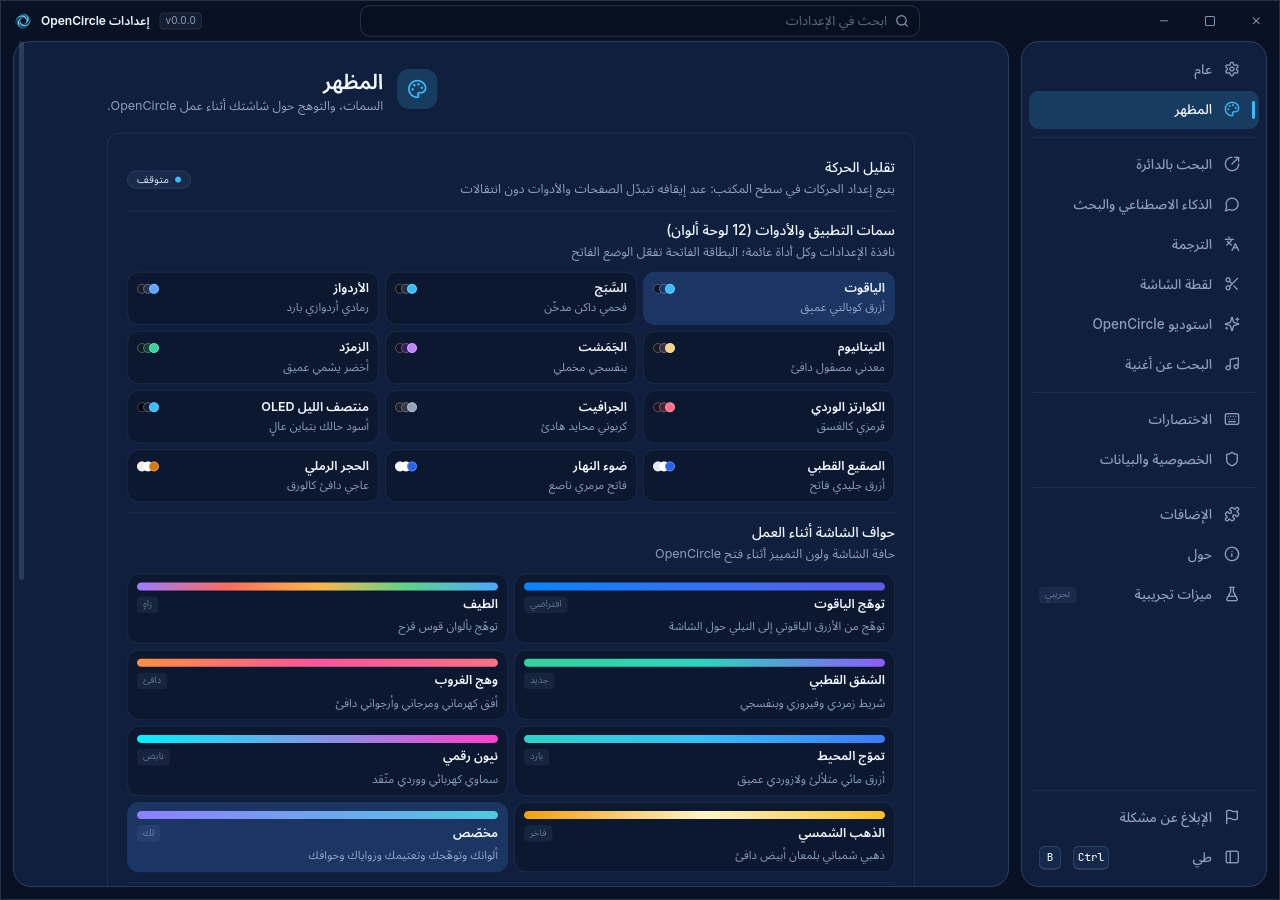 إعدادات OpenCircle
v0.0.0
ابحث في الإعدادات
عام
المظهر
البحث بالدائرة
الذكاء الاصطناعي والبحث
الترجمة
لقطة الشاشة
استوديو OpenCircle
البحث عن أغنية
الاختصارات
الخصوصية والبيانات
الإضافات
حول
ميزات تجريبية
تجريبي
الإبلاغ عن مشكلة
طي
Ctrl B
المظهر
السمات، والتوهج حول شاشتك أثناء عمل OpenCircle.
تقليل الحركة
متوقف
يتبع إعداد الحركات في سطح المكتب: عند إيقافه تتبدّل الصفحات والأدوات دون انتقالات
سمات التطبيق والأدوات (12 لوحة ألوان)
نافذة الإعدادات وكل أداة عائمة؛ البطاقة الفاتحة تفعّل الوضع الفاتح
الياقوت
أزرق كوبالتي عميق
السَّبَج
فحمي داكن مدخّن
الأردواز
رمادي أردوازي بارد
التيتانيوم
معدني مصقول دافئ
الجَمَشت
بنفسجي مخملي
الزمرّد
أخضر يشمي عميق
الكوارتز الوردي
قرمزي كالغسق
الجرافيت
كربوني محايد هادئ
منتصف الليل OLED
أسود حالك بتباين عالٍ
الصقيع القطبي
أزرق جليدي فاتح
ضوء النهار
فاتح مرمري ناصع
الحجر الرملي
عاجي دافئ كالورق
حواف الشاشة أثناء العمل
حافة الشاشة ولون التمييز أثناء فتح OpenCircle
توهّج الياقوت
افتراضي
توهّج من الأزرق الياقوتي إلى النيلي حول الشاشة
الطيف
زاهٍ
توهّج بألوان قوس قزح
الشفق القطبي
جديد
شريط زمردي وفيروزي وبنفسجي
وهج الغروب
دافئ
أفق كهرماني ومرجاني وأرجواني دافئ
تموّج المحيط
بارد
أزرق مائي متلألئ ولازوردي عميق
نيون رقمي
نابض
سماوي كهربائي ووردي متّقد
الذهب الشمسي
فاخر
ذهبي شمباني بلمعان أبيض دافئ
مخصّص
لك
ألوانك وتوهّجك وتعتيمك وزواياك وحوافك